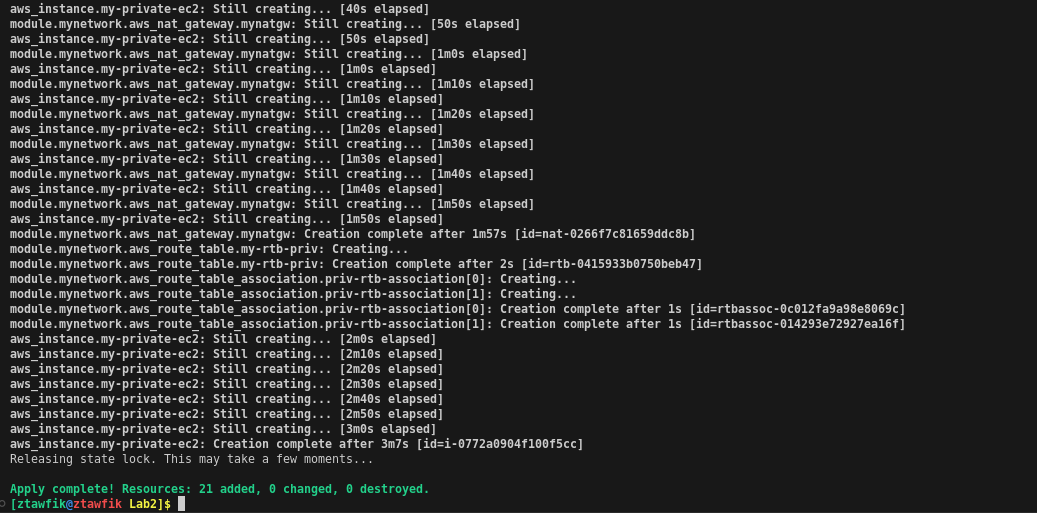 aws_instance.my-private-ec2: Still creating... [40s elapsed]
module.mynetwork.aws_nat_gateway.mynatgw: Still creating... [50s elapsed]
aws_instance.my-private-ec2: Still creating... [50s elapsed]
module.mynetwork.aws_nat_gateway.mynatgw: Still creating... [1m0s elapsed]
aws_instance.my-private-ec2: Still creating... [1m0s elapsed]
module.mynetwork.aws_nat_gateway.mynatgw: Still creating... [1m10s elapsed]
aws_instance.my-private-ec2: Still creating... [1m10s elapsed]
module.mynetwork.aws_nat_gateway.mynatgw: Still creating... [1m20s elapsed]
aws_instance.my-private-ec2: Still creating... [1m20s elapsed]
module.mynetwork.aws_nat_gateway.mynatgw: Still creating... [1m30s elapsed]
aws_instance.my-private-ec2: Still creating... [1m30s elapsed]
module.mynetwork.aws_nat_gateway.mynatgw: Still creating... [1m40s elapsed]
aws_instance.my-private-ec2: Still creating... [1m40s elapsed]
module.mynetwork.aws_nat_gateway.mynatgw: Still creating... [1m50s elapsed]
aws_instance.my-private-ec2: Still creating... [1m50s elapsed]
module.mynetwork.aws_nat_gateway.mynatgw: Creation complete after 1m57s [id=nat-0266f7c81659ddc8b]
module.mynetwork.aws_route_table.my-rtb-priv: Creating...
module.mynetwork.aws_route_table.my-rtb-priv: Creation complete after 2s [id=rtb-0415933b0750beb47]
module.mynetwork.aws_route_table_association.priv-rtb-association[0]: Creating...
module.mynetwork.aws_route_table_association.priv-rtb-association[1]: Creating...
module.mynetwork.aws_route_table_association.priv-rtb-association[0]: Creation complete after 1s [id=rtbassoc-0c012fa9a98e8069c]
module.mynetwork.aws_route_table_association.priv-rtb-association[1]: Creation complete after 1s [id=rtbassoc-014293e72927ea16f]
aws_instance.my-private-ec2: Still creating... [2m0s elapsed]
aws_instance.my-private-ec2: Still creating... [2m10s elapsed]
aws_instance.my-private-ec2: Still creating... [2m20s elapsed]
aws_instance.my-private-ec2: Still creating... [2m30s elapsed]
aws_instance.my-private-ec2: Still creating... [2m40s elapsed]
aws_instance.my-private-ec2: Still creating... [2m50s elapsed]
aws_instance.my-private-ec2: Still creating... [3m0s elapsed]
aws_instance.my-private-ec2: Creation complete after 3m7s [id=i-0772a0904f100f5cc]
Releasing state lock. This may take a few moments...
Apply complete! Resources: 21 added, 0 changed, 0 destroyed.
[ztawfik@ztawfik Lab2]$